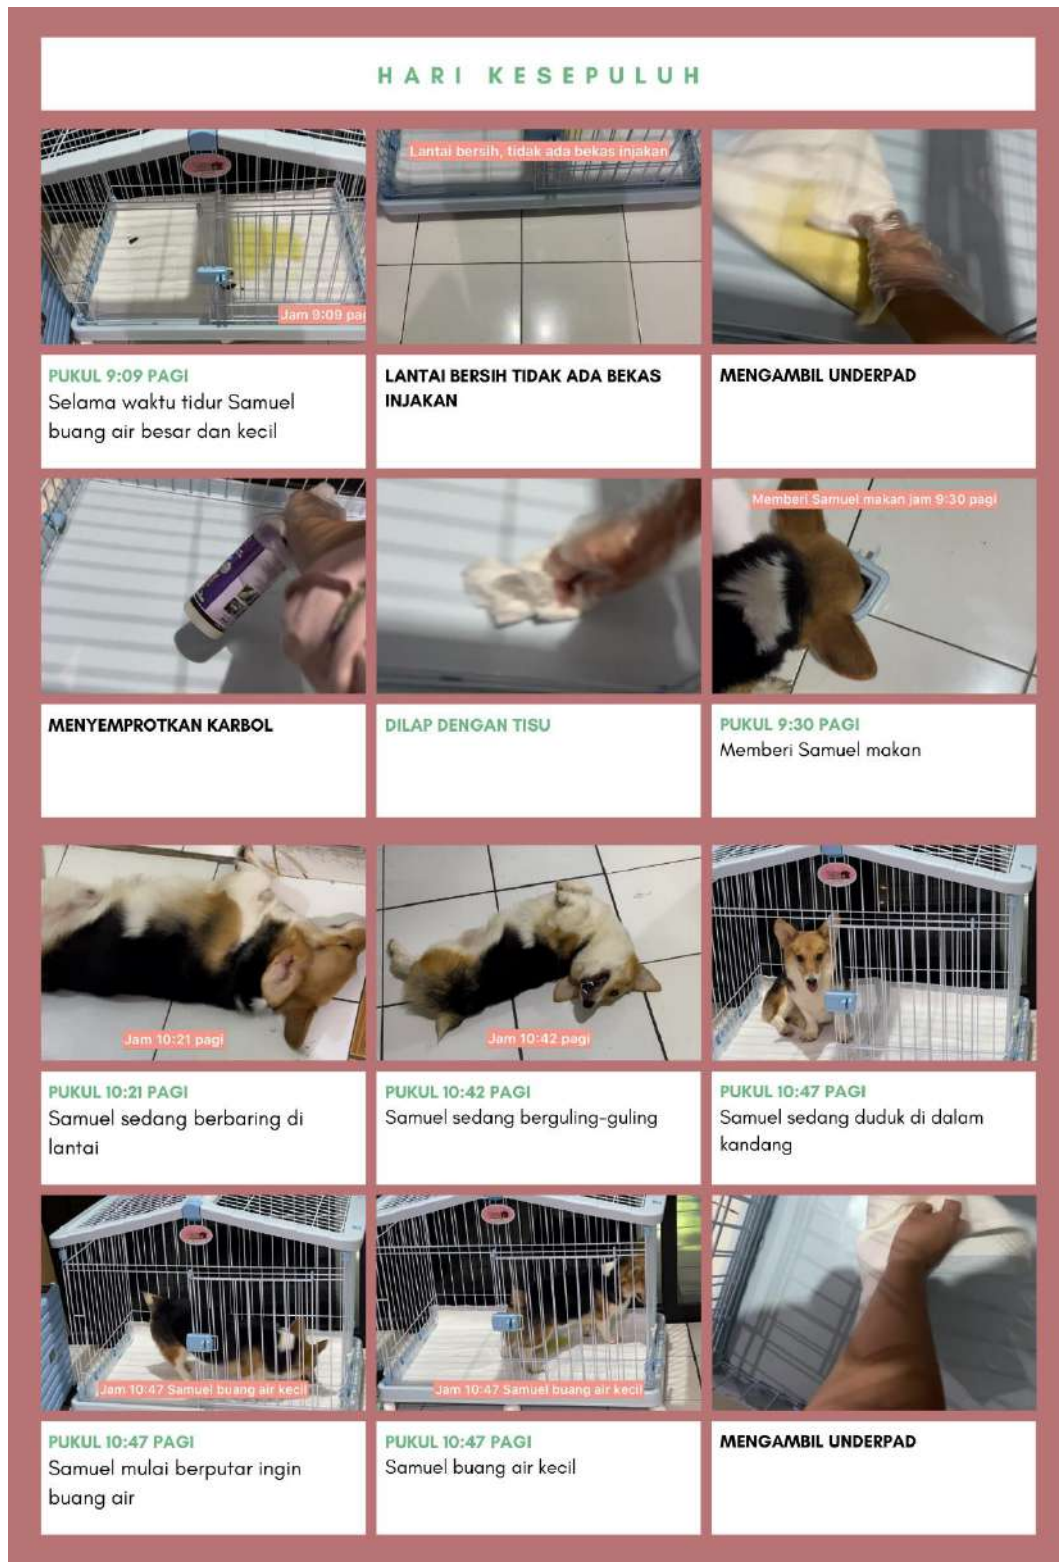 HARI KESEPULUH
Jam 9:09 pagi
Lantai bersih, tidak ada bekas injakan
PUKUL 9:09 PAGI
Selama waktu tidur Samuel
buang air besar dan kecil
LANTAI BERSIH TIDAK ADA BEKAS
INJAKAN
MENGAMBIL UNDERPAD
Memberi Samuel makan jam 9:30 pagi
MENYEMPROTKAN KARBOL
DILAP DENGAN TISU
PUKUL 9:30 PAGI
Memberi Samuel makan
Jam 10:21 pagi
Jam 10:42 pagi
PUKUL 10:21 PAGI
Samuel sedang berbaring di
lantai
PUKUL 10:42 PAGI
Samuel sedang berguling-guling
PUKUL 10:47 PAGI
Samuel sedang duduk di dalam
kandang
Jam 10:47 Samuel buang air kecil
Jam 10:47 Samuel buang air kecil
PUKUL 10:47 PAGI
Samuel mulai berputar ingin
buang air
PUKUL 10:47 PAGI
Samuel buang air kecil
MENGAMBIL UNDERPAD